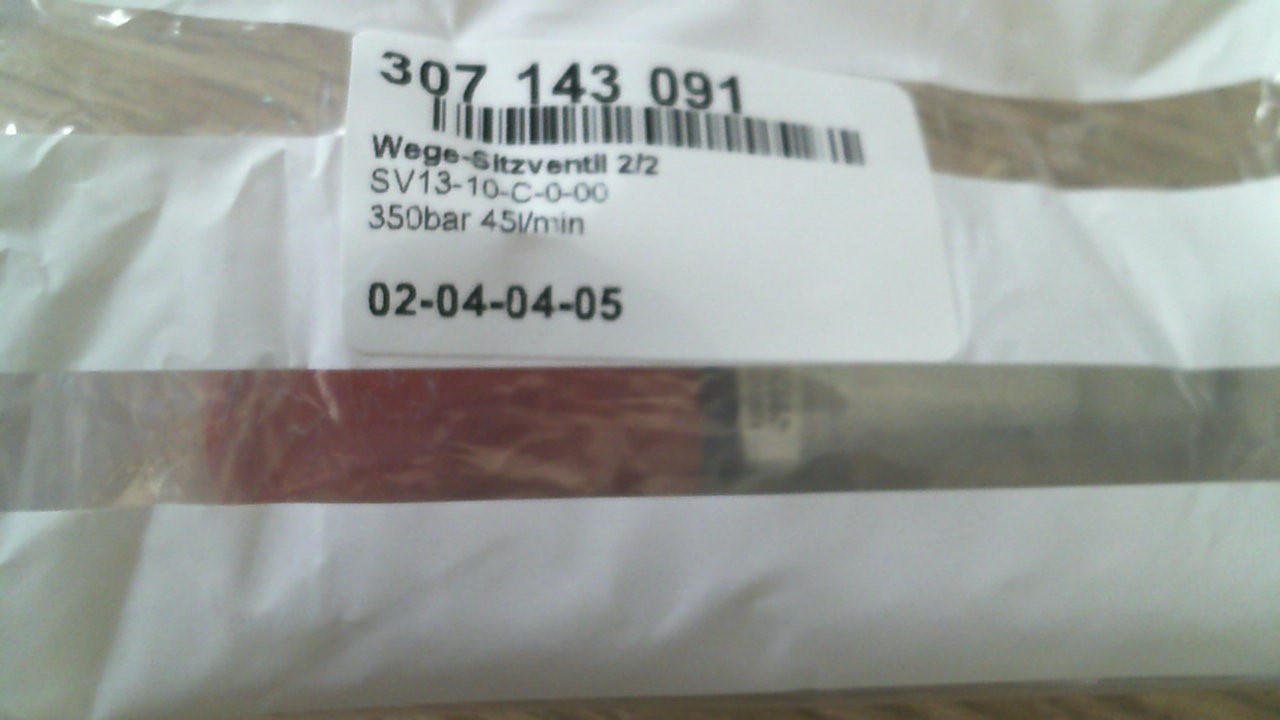 307 143 091
Wege-Sitzventil 2/2
SV13-10-C-0-00
350bar 45l/min
02-04-04-05